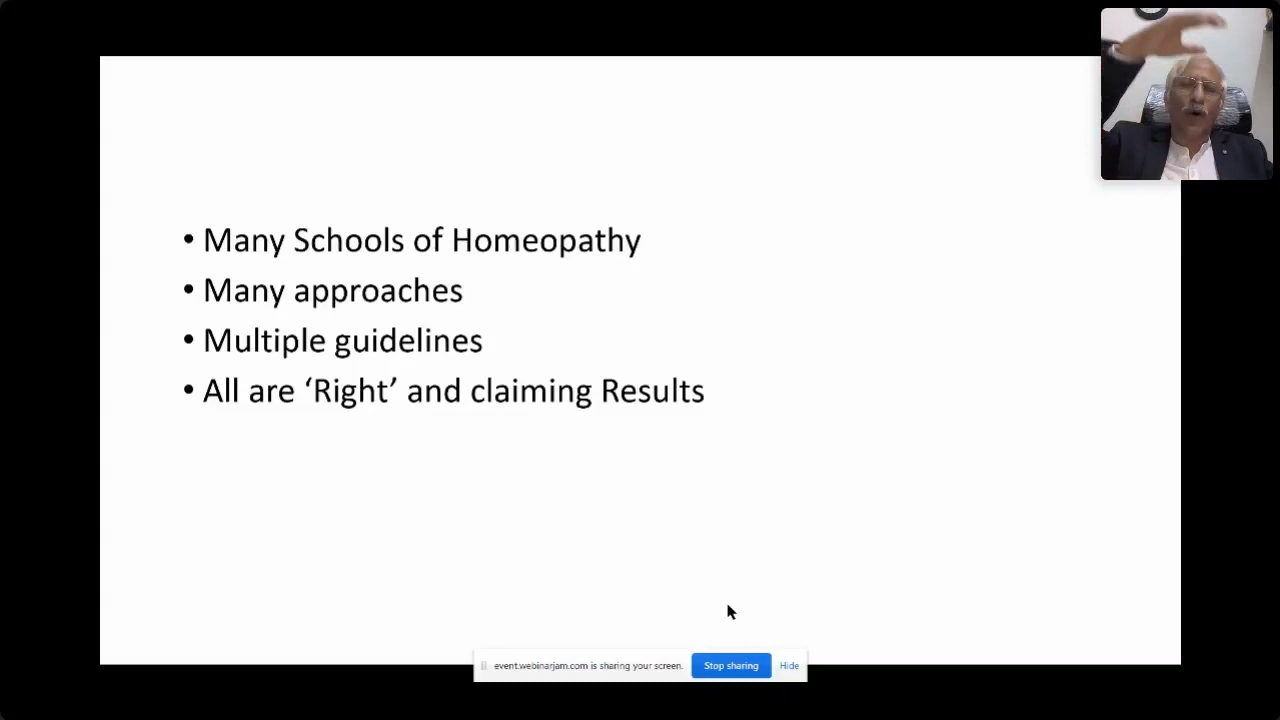 • Many Schools of Homeopathy
• Many approaches
• Multiple guidelines
• All are ‘Right’ and claiming Results
event.webinarjam.com is sharing your screen. Stop sharing Hide